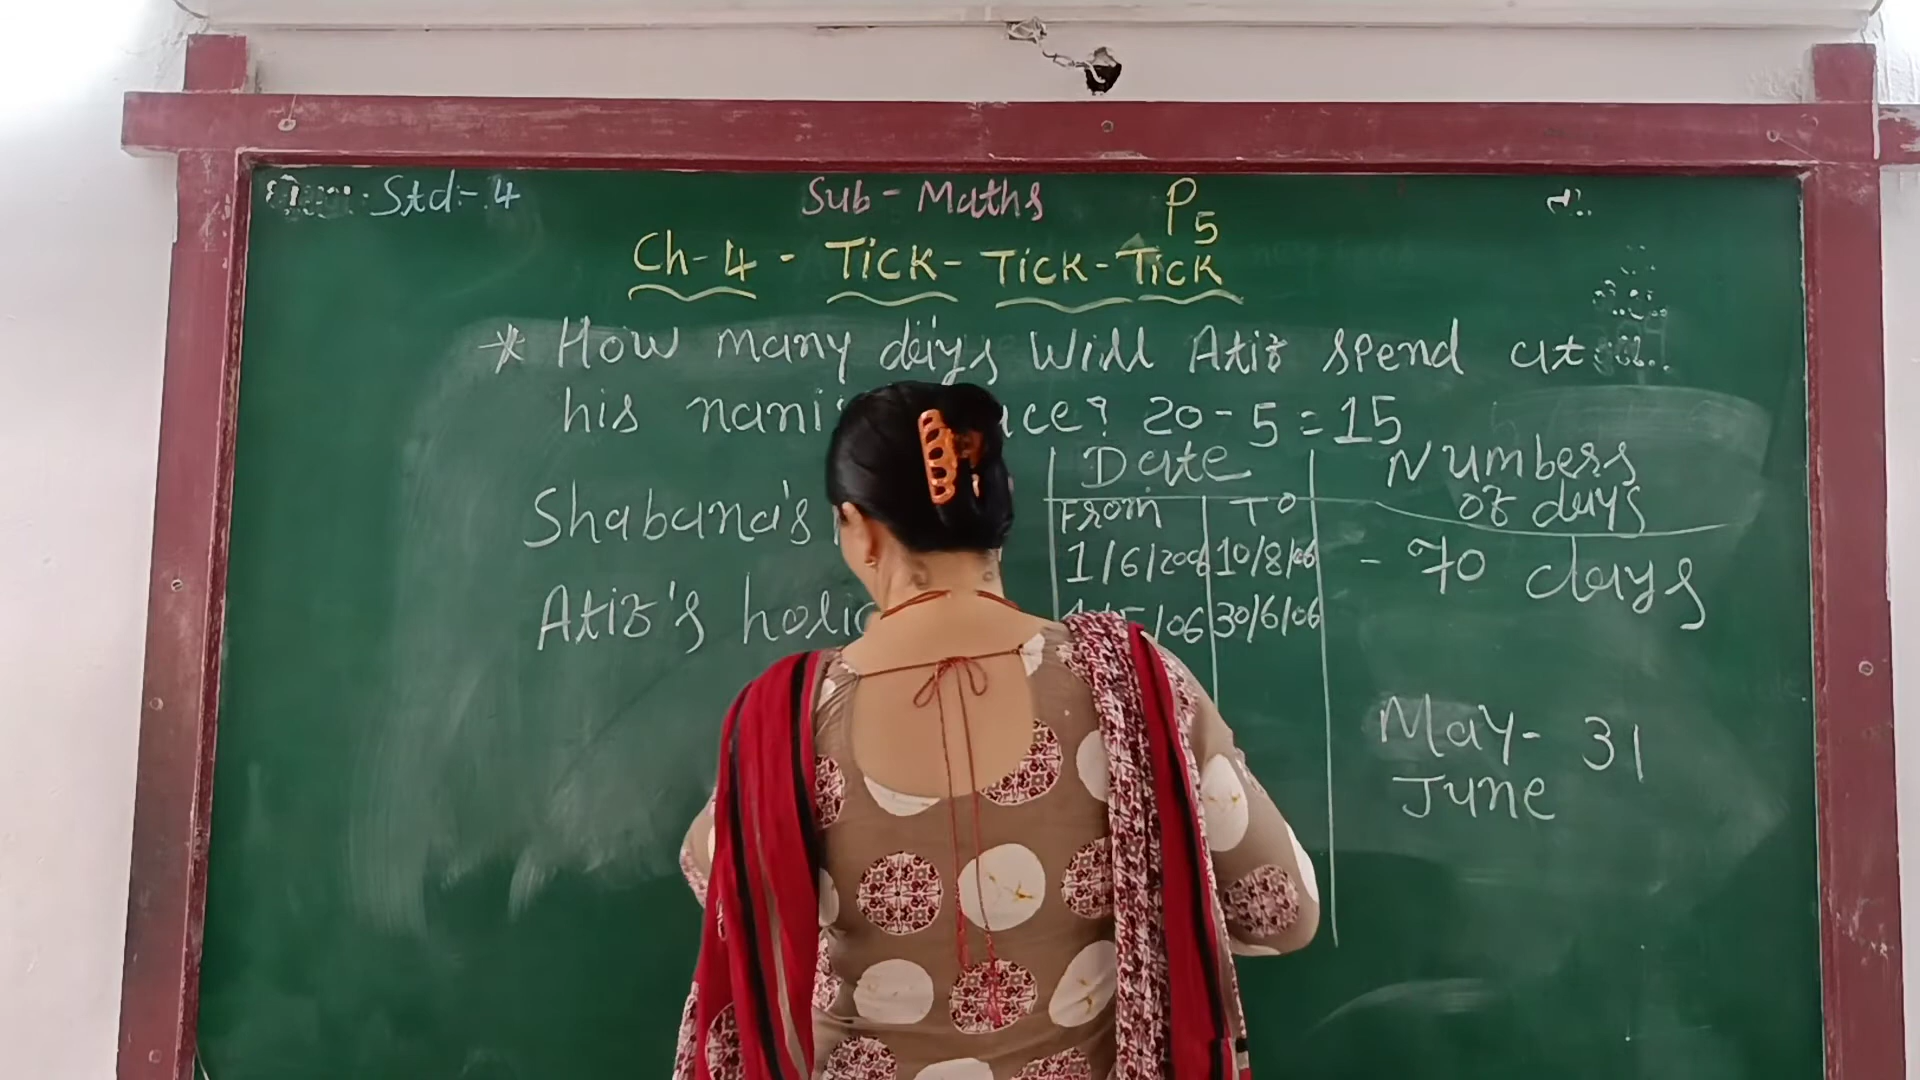 Std-4
Sub - Maths P5
Ch-4 - Tick-Tick-Tick
* How many days will Atiz spend at
his nani ace? 20-5=15
Date Numbers
of days
From To
Shabana's
1/6/2006 10/8/06 - 70 days
Atiz's holi /06 30/6/06
May- 31
June